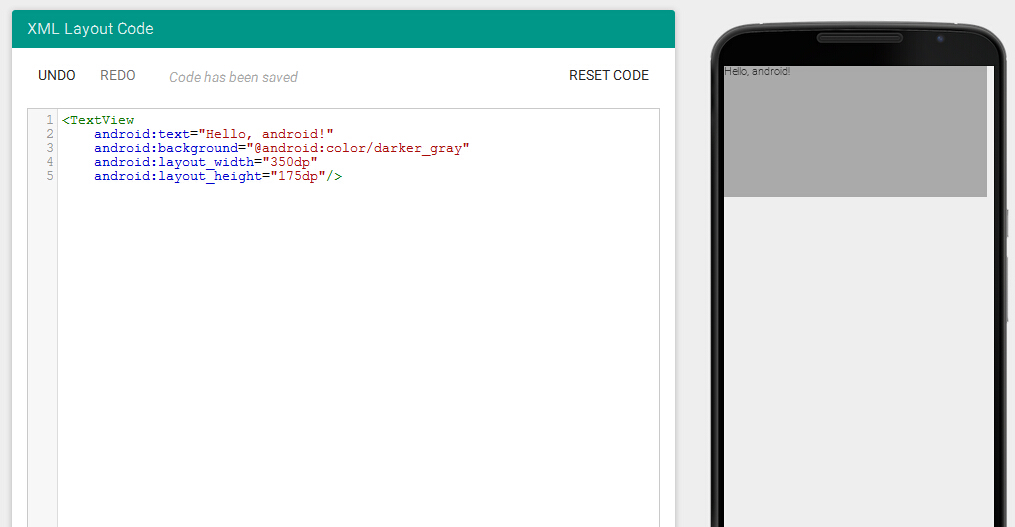 XML Layout Code
UNDO REDO Code has been saved RESET CODE
1 <TextView
2 android:text="Hello, android!"
3 android:background="@android:color/darker_gray"
4 android:layout_width="350dp"
5 android:layout_height="175dp"/>
Hello, android!